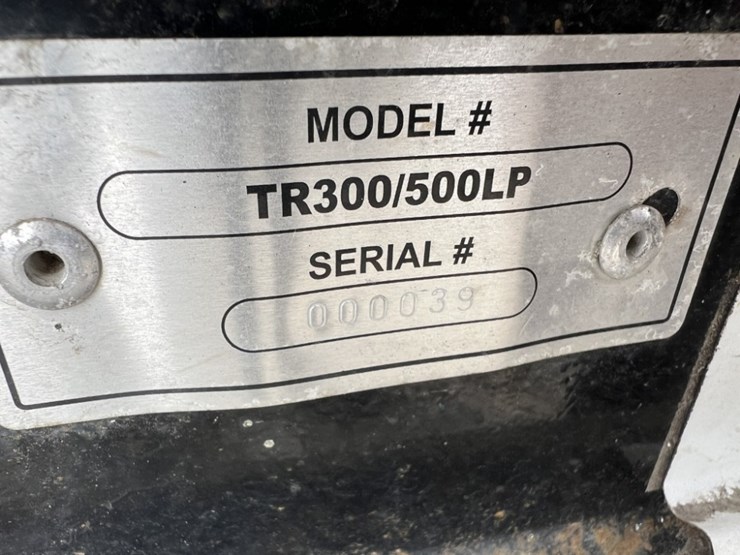 MODEL #
TR300/500LP
SERIAL #
000039